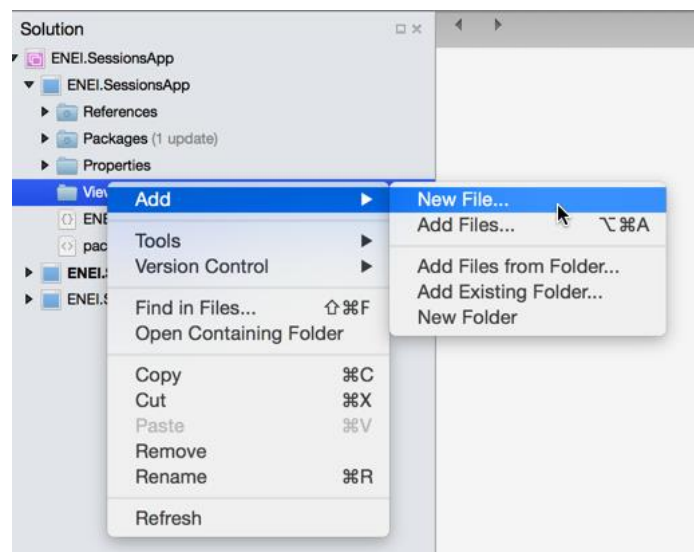 Solution
ENEI.SessionsApp
ENEI.SessionsApp
References
Packages (1 update)
Properties
Add
New File...
Add Files... ⌥⌘A
Tools
Version Control
Add Files from Folder...
Add Existing Folder...
New Folder
Find in Files... ⇧⌘F
Open Containing Folder
Copy ⌘C
Cut ⌘X
Paste ⌘V
Remove
Rename ⌘R
Refresh